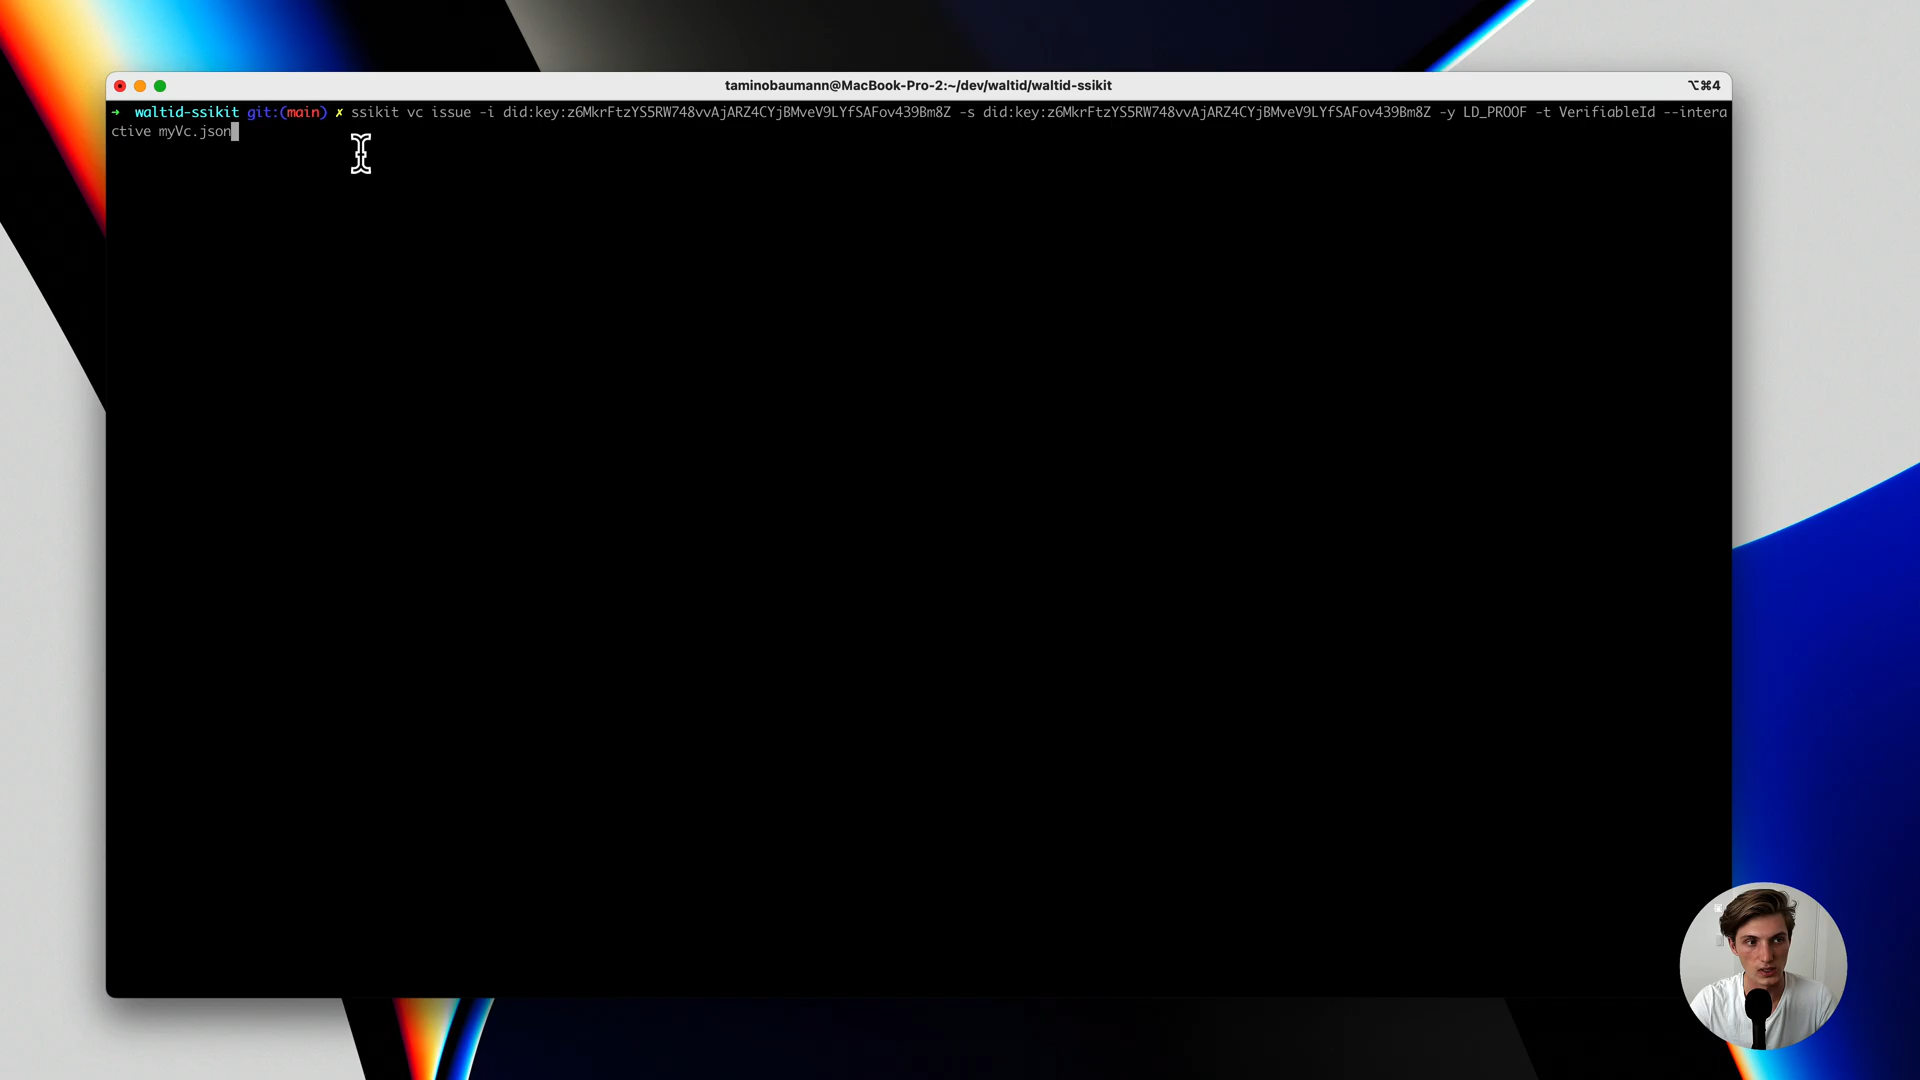 taminobaumann@MacBook-Pro-2:~/dev/waltid/waltid-ssikit
⌥⌘4
➜ waltid-ssikit git:(main) ✗ ssikit vc issue -i did:key:z6MkrFtzYS5RW748vvAjARZ4CYjBMveV9LYfSAFov439Bm8Z -s did:key:z6MkrFtzYS5RW748vvAjARZ4CYjBMveV9LYfSAFov439Bm8Z -y LD_PROOF -t VerifiableId --intera
ctive myVc.json